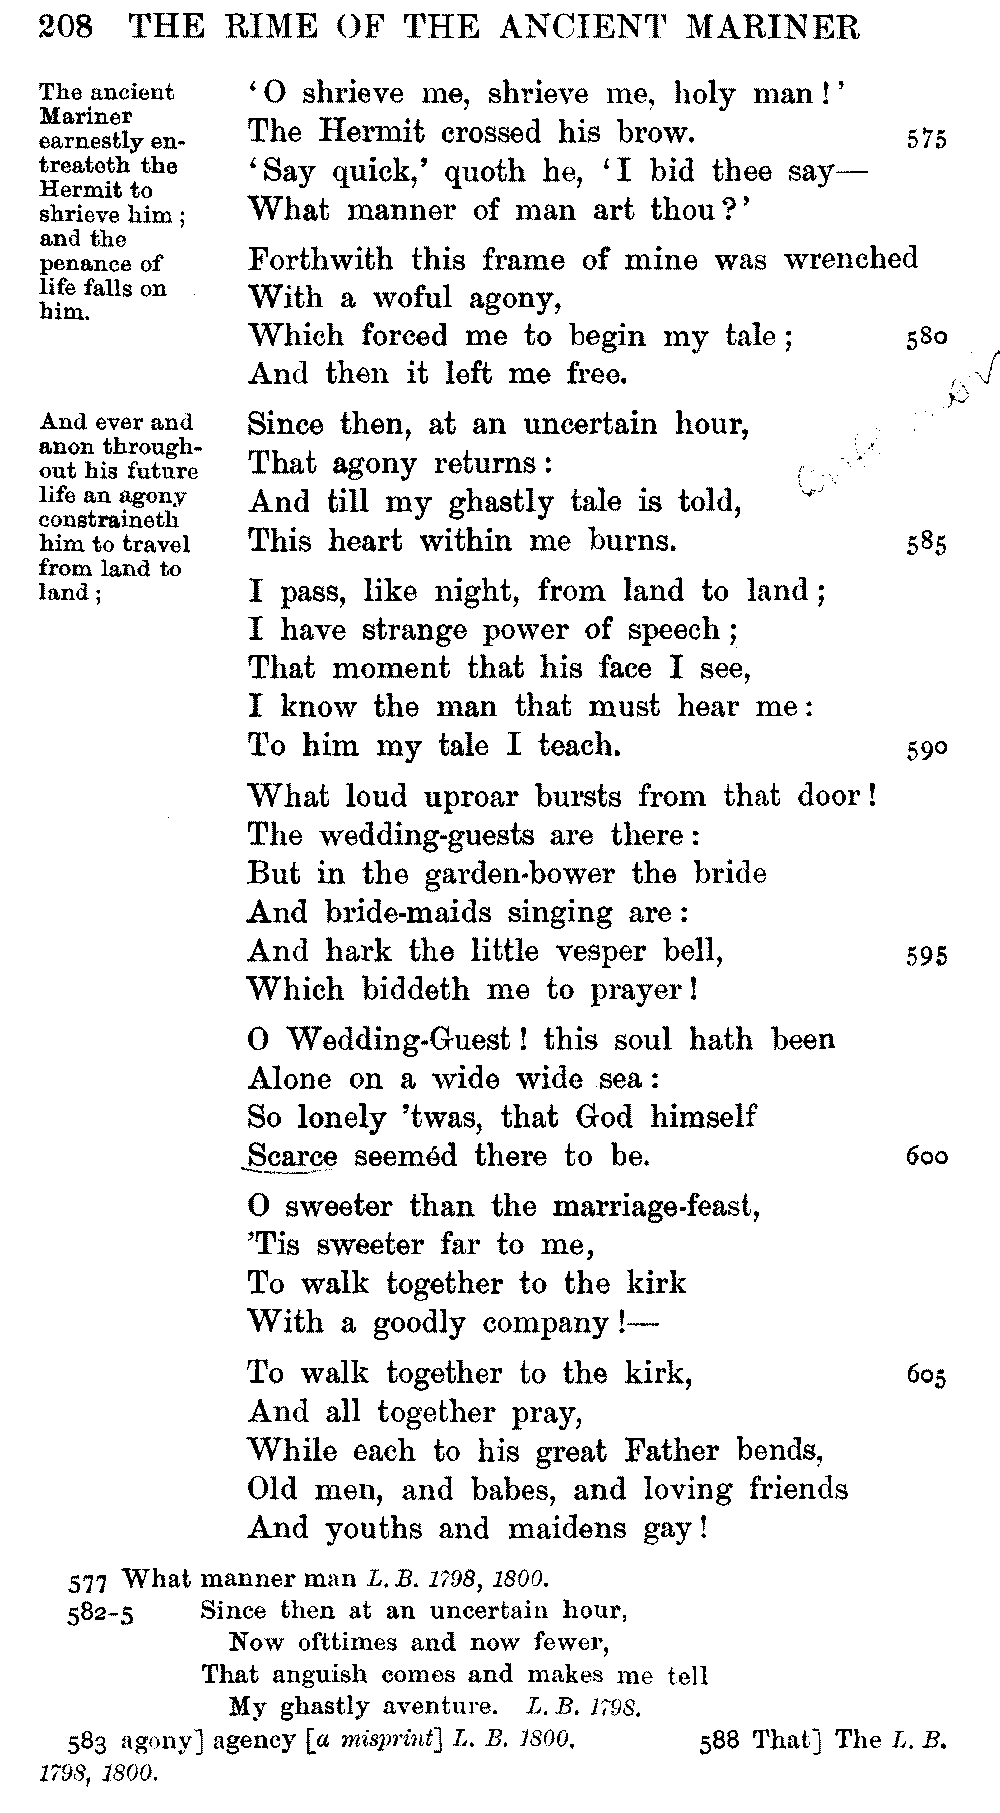 208 THE RIME OF THE ANCIENT MARINER
The ancient
Mariner
earnestly en-
treateth the
Hermit to
shrieve him ;
and the
penance of
life falls on
him.
‘O shrieve me, shrieve me, holy man !’
The Hermit crossed his brow. 575
‘Say quick,’ quoth he, ‘I bid thee say—
What manner of man art thou ?’
Forthwith this frame of mine was wrenched
With a woful agony,
Which forced me to begin my tale ; 580
And then it left me free.
And ever and
anon through-
out his future
life an agony
constraineth
him to travel
from land to
land ;
Since then, at an uncertain hour,
That agony returns :
And till my ghastly tale is told,
This heart within me burns. 585
I pass, like night, from land to land ;
I have strange power of speech ;
That moment that his face I see,
I know the man that must hear me :
To him my tale I teach. 590
What loud uproar bursts from that door !
The wedding-guests are there :
But in the garden-bower the bride
And bride-maids singing are :
And hark the little vesper bell, 595
Which biddeth me to prayer !
O Wedding-Guest ! this soul hath been
Alone on a wide wide sea :
So lonely ’twas, that God himself
Scarce seeméd there to be. 600
O sweeter than the marriage-feast,
’Tis sweeter far to me,
To walk together to the kirk
With a goodly company !—
To walk together to the kirk, 605
And all together pray,
While each to his great Father bends,
Old men, and babes, and loving friends
And youths and maidens gay !
577 What manner man L. B. 1798, 1800.
582-5 Since then at an uncertain hour,
Now ofttimes and now fewer,
That anguish comes and makes me tell
My ghastly aventure. L. B. 1798.
583 agony] agency [a misprint] L. B. 1800. 588 That] The L. B.
1798, 1800.